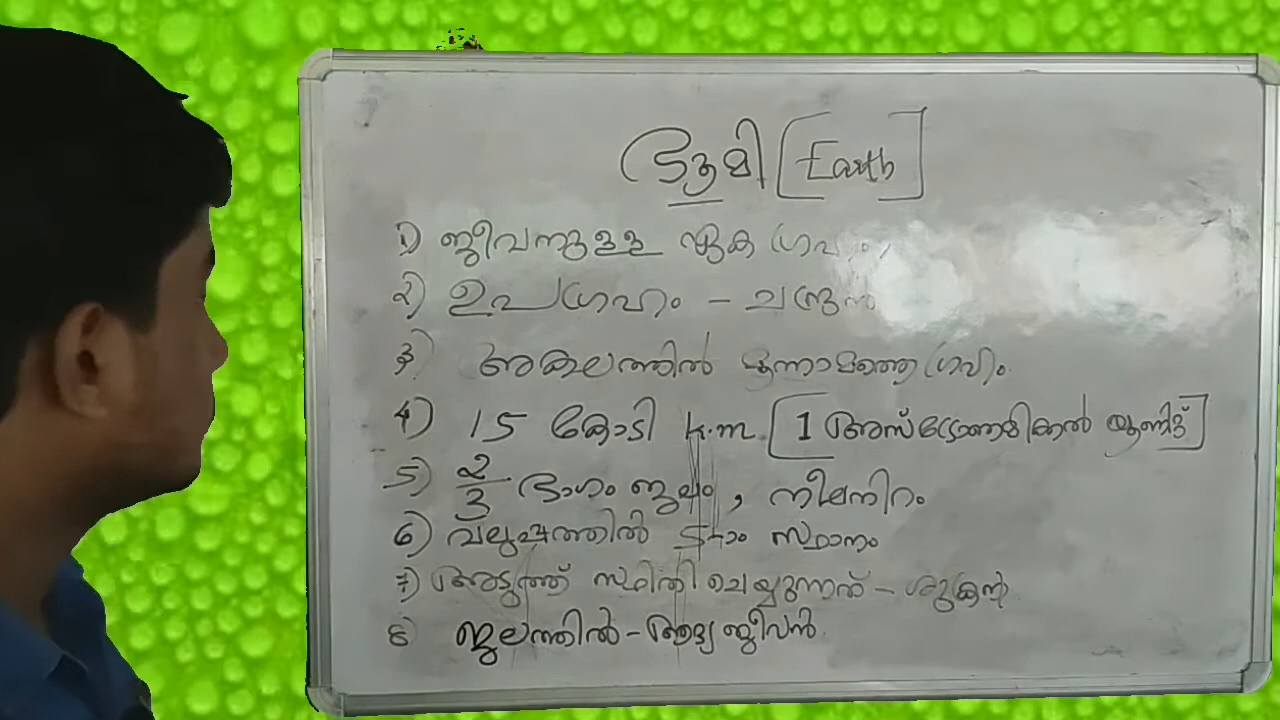 ഭൂമി [Earth]
1) ജീവനുള്ള ഏക ഗ്രഹം
2) ഉപഗ്രഹം - ചന്ദ്രൻ
3) അകലത്തിൽ മൂന്നാമത്തെ ഗ്രഹം.
4) 15 കോടി k.m [1 അസ്ട്രോണമിക്കൽ യൂണിറ്റ്]
5) 2/3 ഭാഗം ജലം, നീലനിറം
6) വലുപ്പത്തിൽ 5-ാം സ്ഥാനം
7) അടുത്ത് സ്ഥിതി ചെയ്യുന്നത് - ശുക്രൻ
8 ജലത്തിൽ - ആദ്യ ജീവൻ